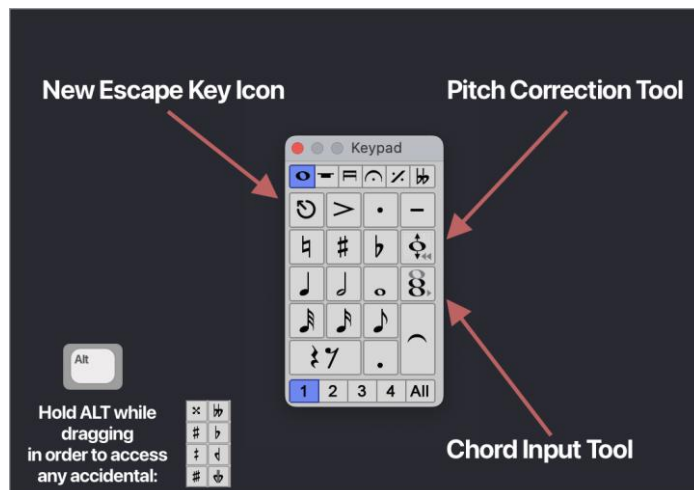 New Escape Key Icon
Pitch Correction Tool
Keypad
1 2 3 4 All
Alt
Hold ALT while
dragging
in order to access
any accidental:
Chord Input Tool